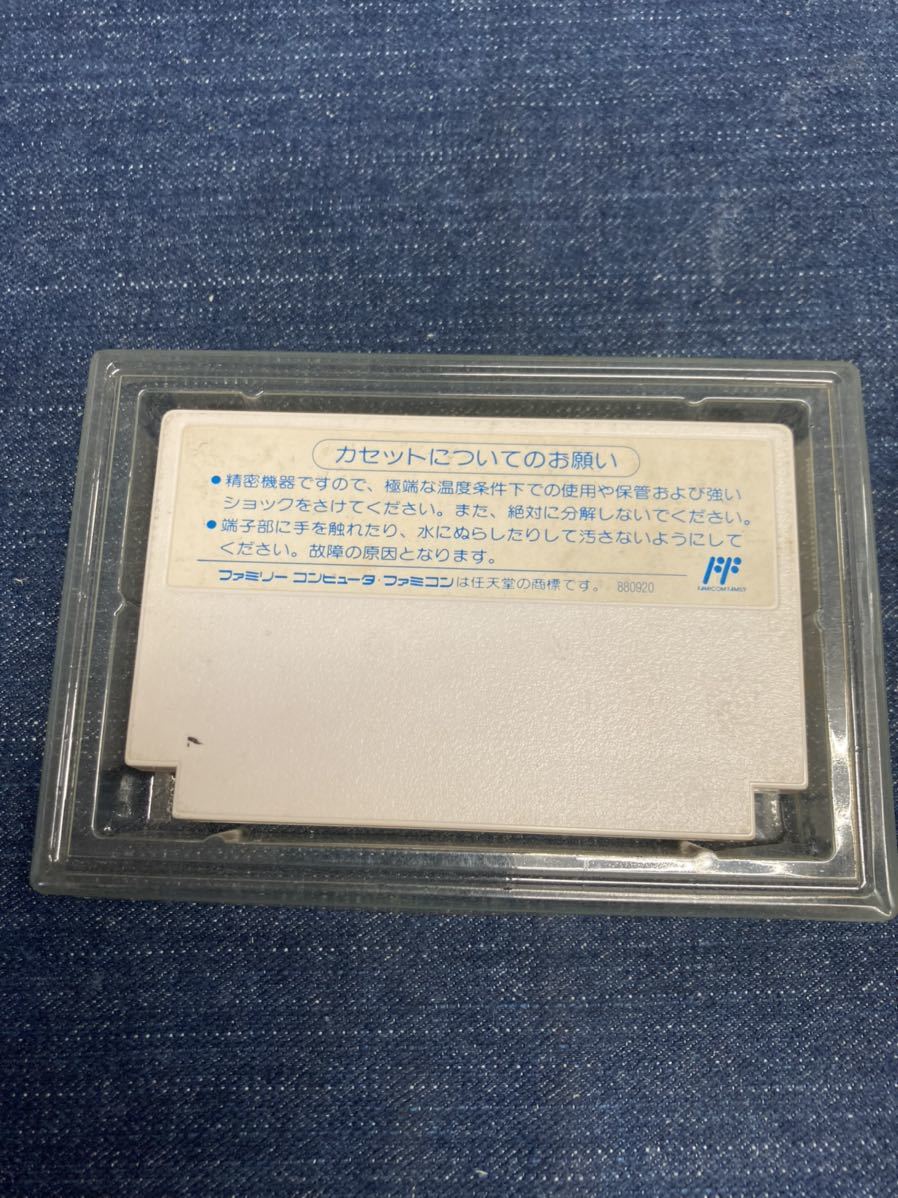 カセットについてのお願い
●精密機器ですので、極端な温度条件下での使用や保管および強い
ショックをさけてください。また、絶対に分解しないでください。
●端子部に手を触れたり、水にぬらしたりして汚さないようにして
ください。故障の原因となります。
ファミリー コンピュータ・ファミコンは任天堂の商標です。 880920
FF
FAMICOM FAMILY